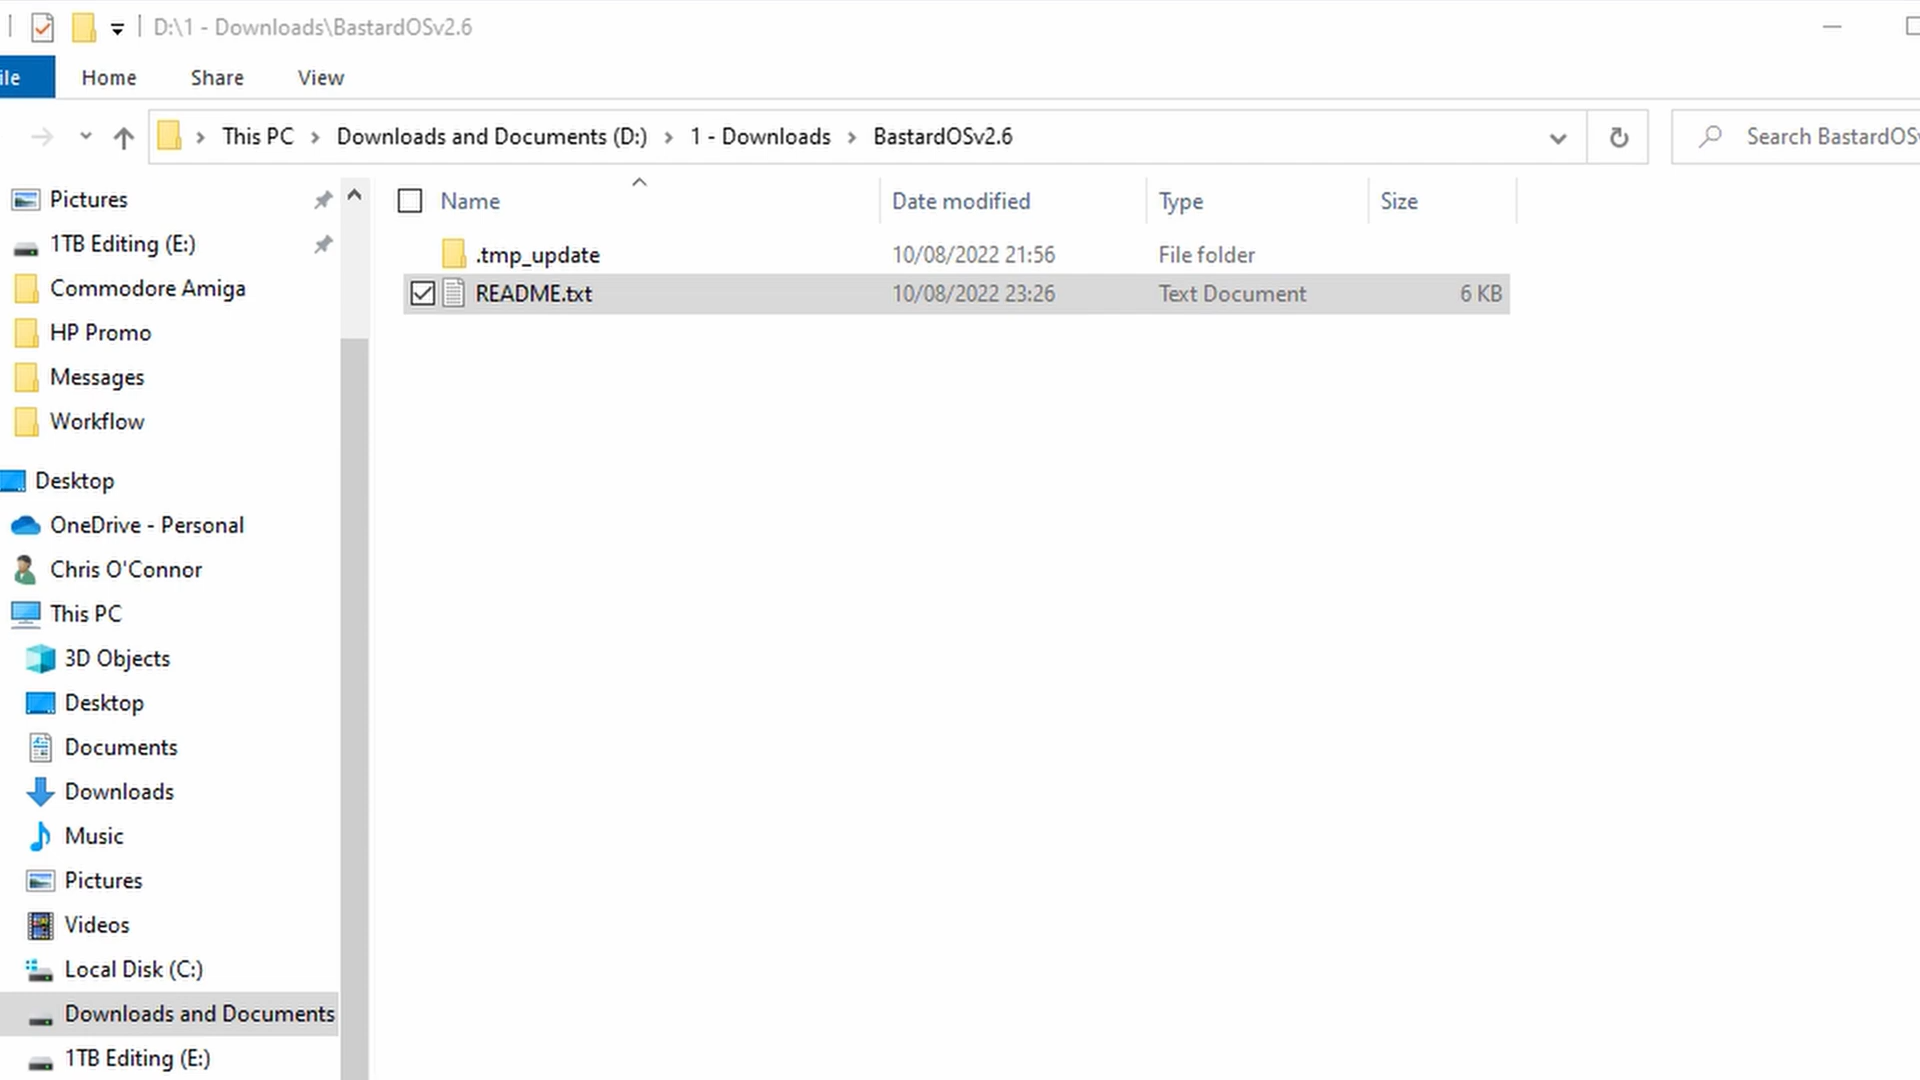 D:\1 - Downloads\BastardOSv2.6
ile Home Share View
This PC Downloads and Documents (D:) 1 - Downloads BastardOSv2.6 Search BastardOSv
Name Date modified Type Size
.tmp_update 10/08/2022 21:56 File folder
README.txt 10/08/2022 23:26 Text Document 6 KB
Pictures
1TB Editing (E:)
Commodore Amiga
HP Promo
Messages
Workflow
Desktop
OneDrive - Personal
Chris O'Connor
This PC
3D Objects
Desktop
Documents
Downloads
Music
Pictures
Videos
Local Disk (C:)
Downloads and Documents
1TB Editing (E:)